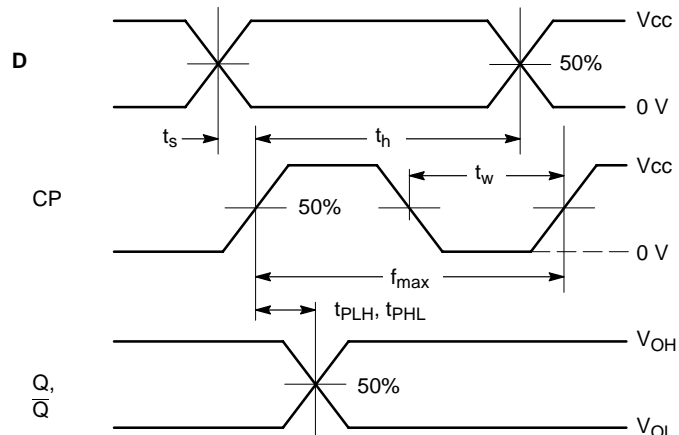 Vcc
D
50%
0 V
ts
th
Vcc
tw
CP
50%
0 V
fmax
tPLH, tPHL
VOH
Q,
Q̅
50%
VOL